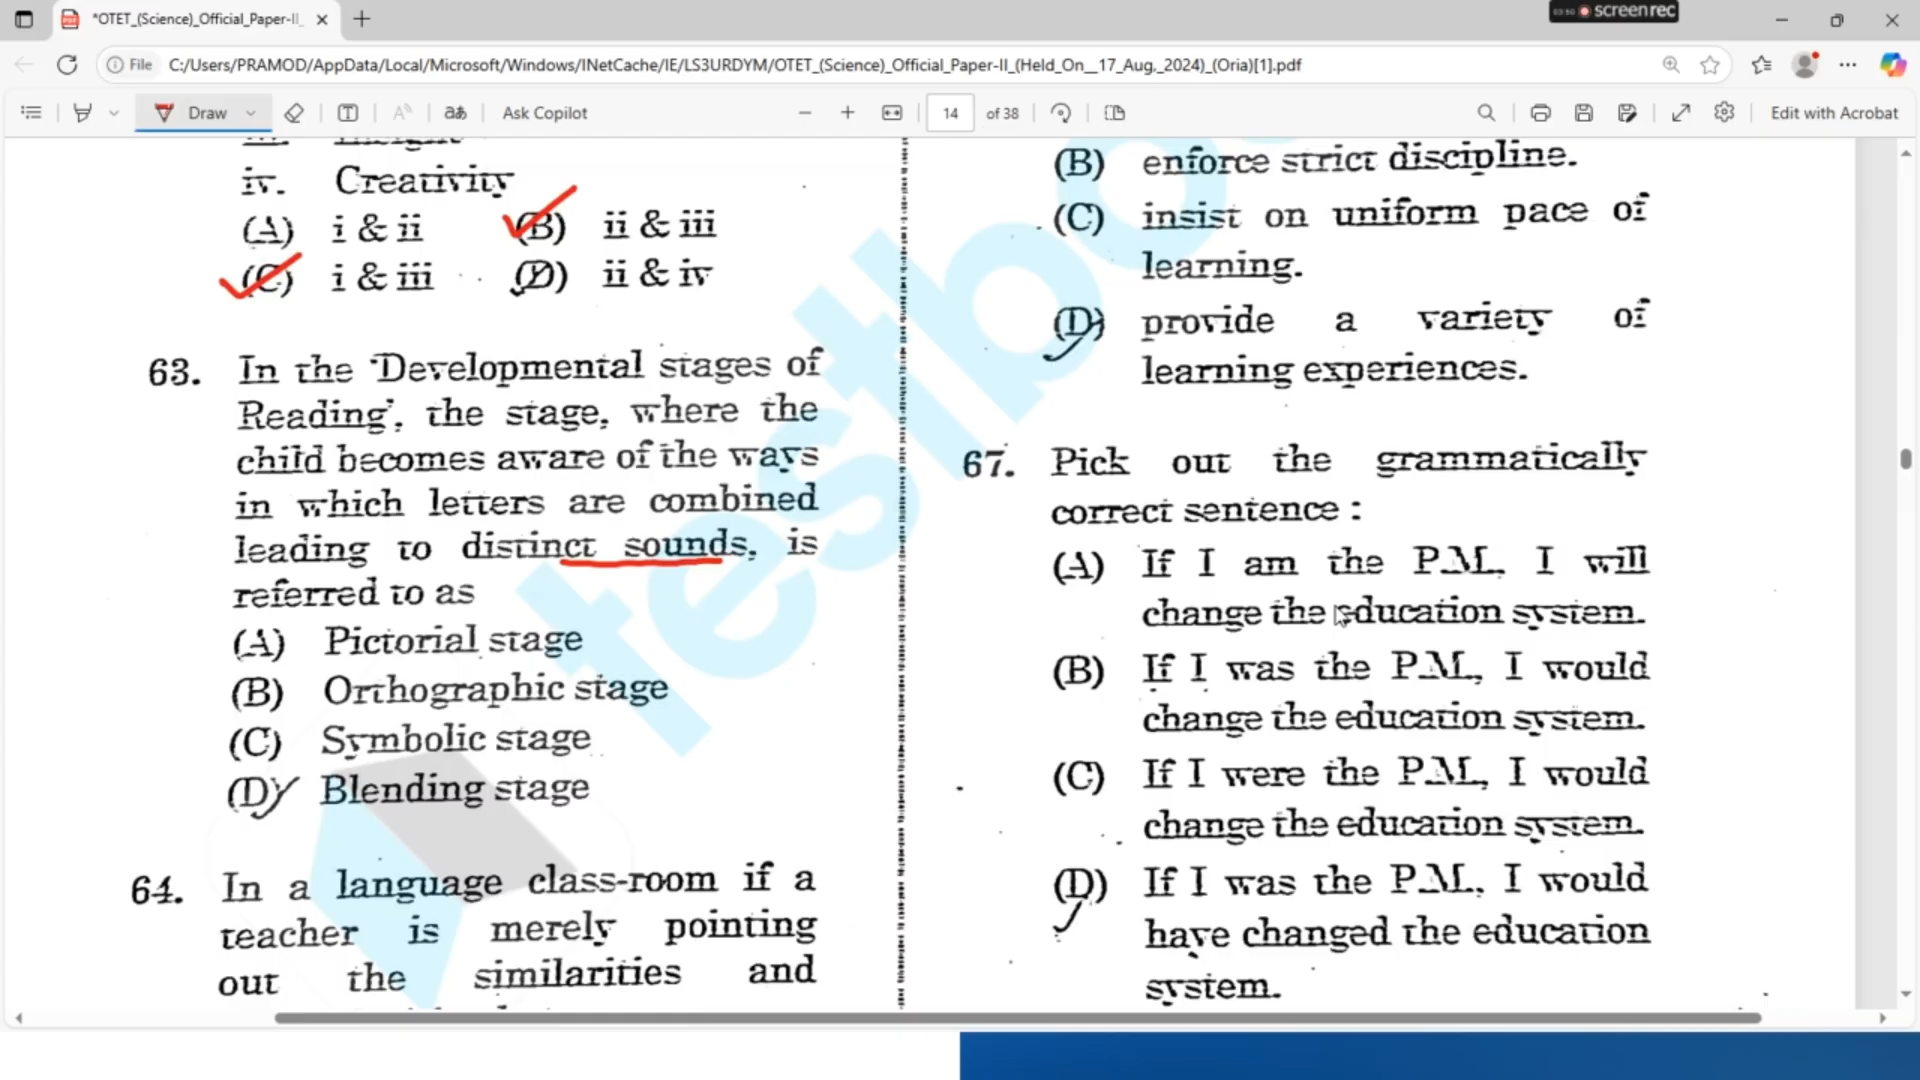 *OTET_(Science)_Official_Paper-II_
03:50 screenrec
File C:/Users/PRAMOD/AppData/Local/Microsoft/Windows/INetCache/IE/LS3URDYM/OTET_(Science)_Official_Paper-II_(Held_On__17_Aug,_2024)_(Oria)[1].pdf
Draw
Ask Copilot
14 of 38
Edit with Acrobat
iii. Insight
iv. Creativity
(A) i & ii (B) ii & iii
(C) i & iii (D) ii & iv
63. In the 'Developmental stages of
Reading', the stage, where the
child becomes aware of the ways
in which letters are combined
leading to distinct sounds, is
referred to as
(A) Pictorial stage
(B) Orthographic stage
(C) Symbolic stage
(D) Blending stage
64. In a language class-room if a
teacher is merely pointing
out the similarities and
(B) enforce strict discipline.
(C) insist on uniform pace of
learning.
(D) provide a variety of
learning experiences.
67. Pick out the grammatically
correct sentence :
(A) If I am the P.M., I will
change the education system.
(B) If I was the P.M., I would
change the education system.
(C) If I were the P.M., I would
change the education system.
(D) If I was the P.M., I would
have changed the education
system.
testbo